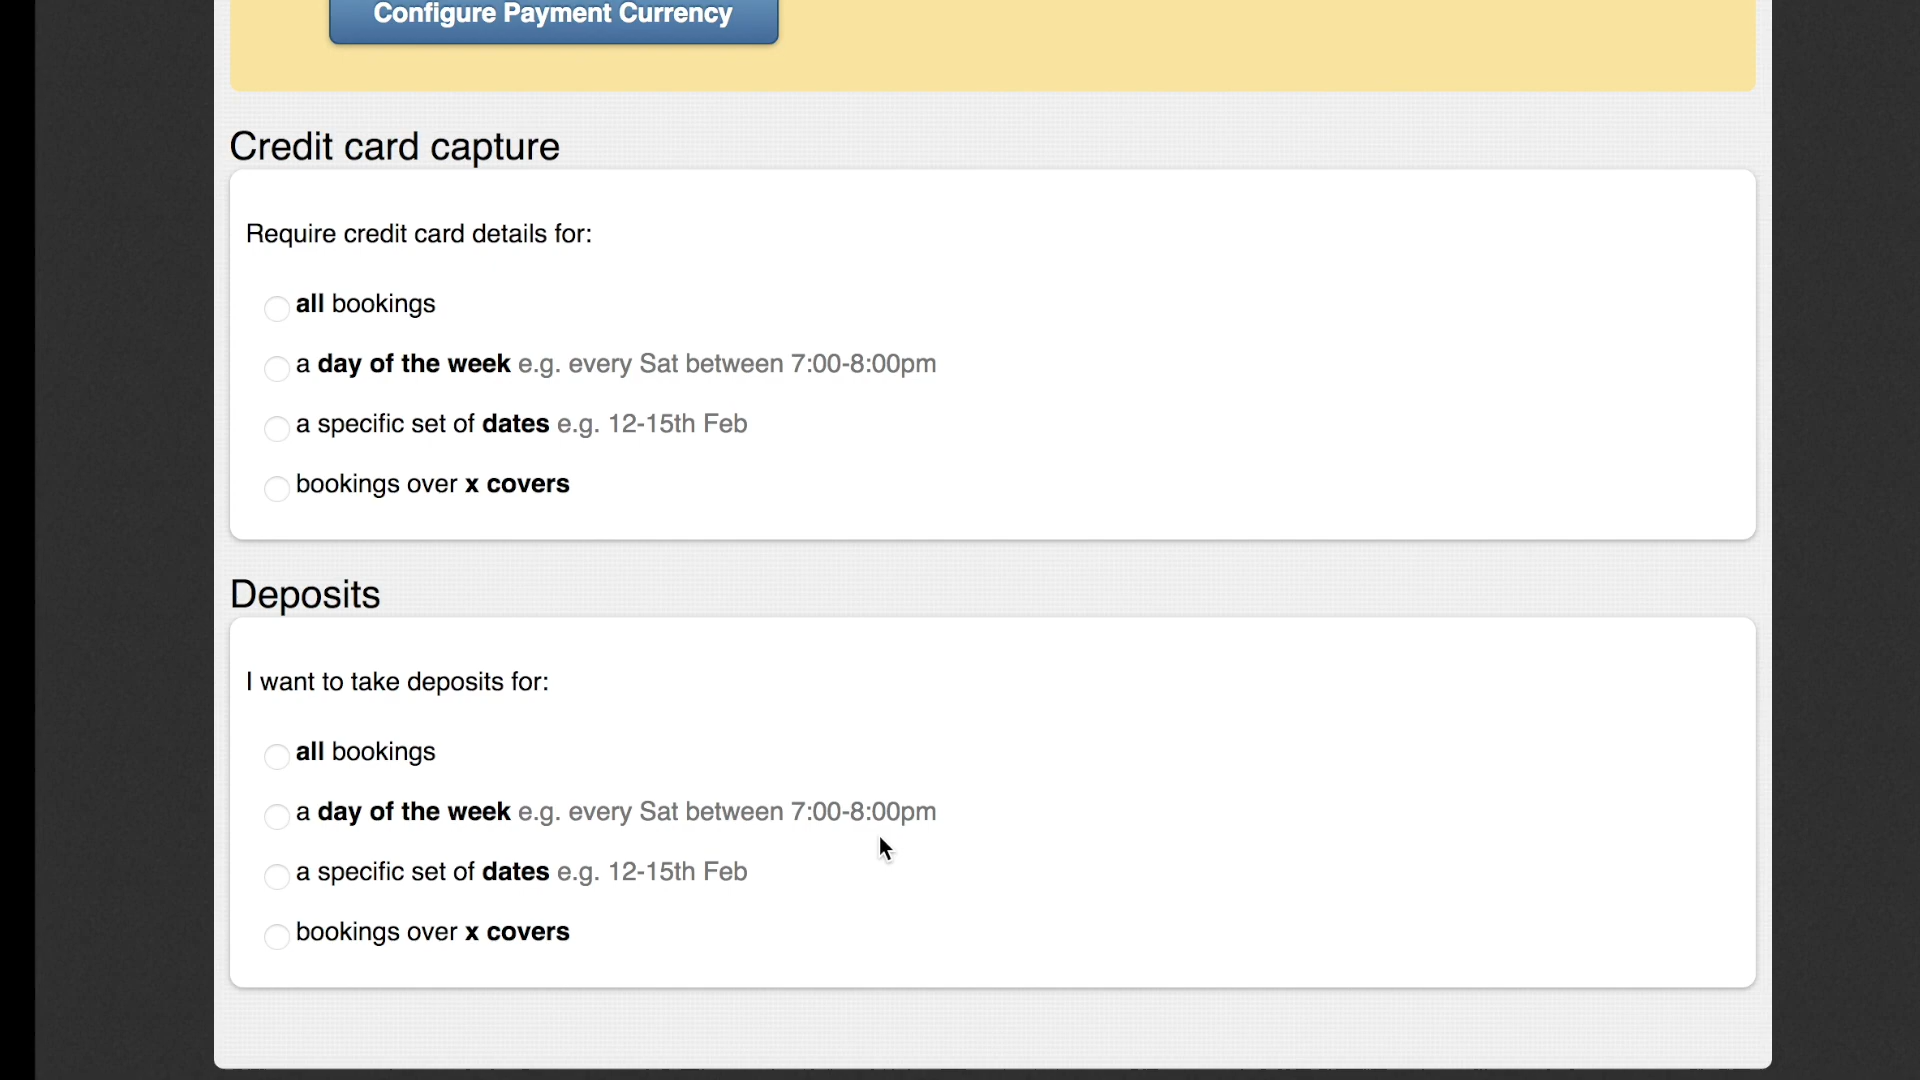 Configure Payment Currency
Credit card capture
Require credit card details for:
all bookings
a day of the week e.g. every Sat between 7:00-8:00pm
a specific set of dates e.g. 12-15th Feb
bookings over x covers
Deposits
I want to take deposits for:
all bookings
a day of the week e.g. every Sat between 7:00-8:00pm
a specific set of dates e.g. 12-15th Feb
bookings over x covers